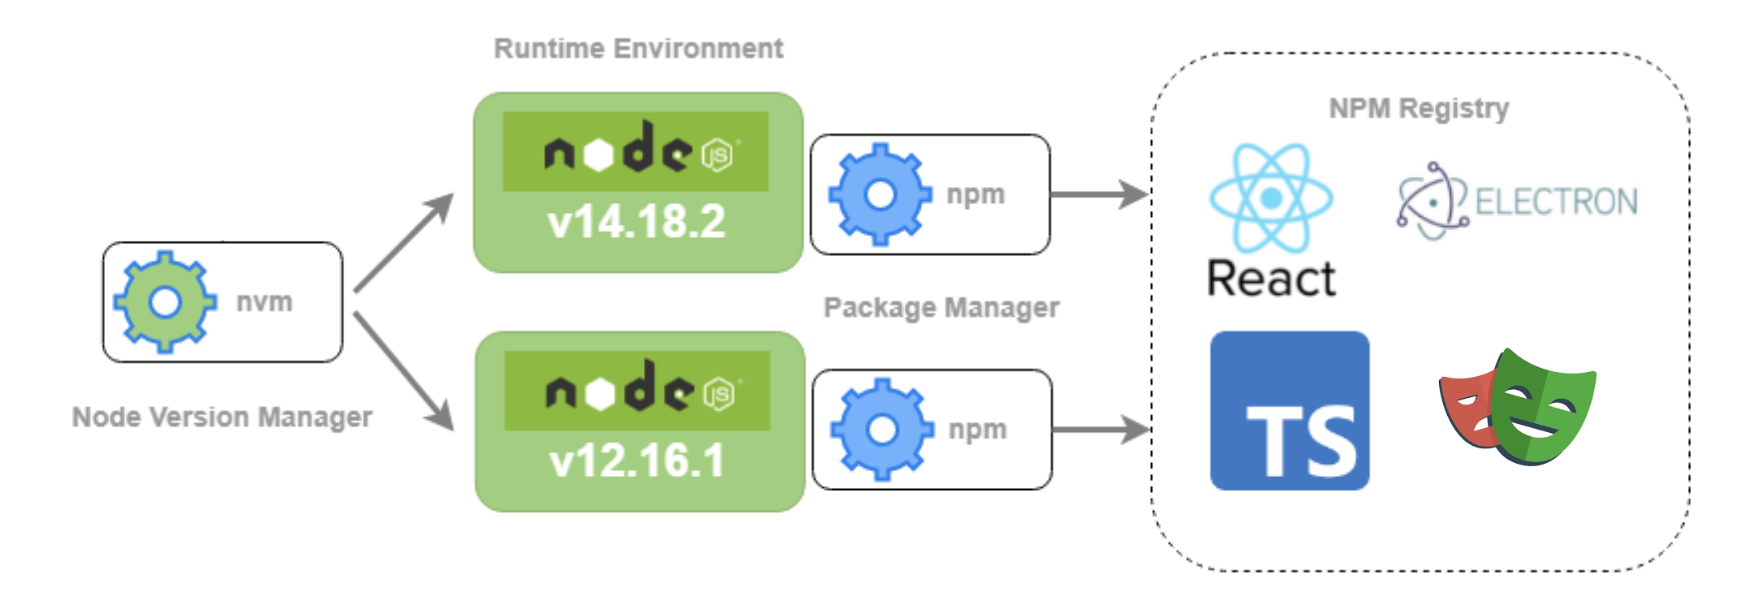 Runtime Environment
node JS
v14.18.2
npm
nvm
Node Version Manager
Package Manager
node JS
v12.16.1
npm
NPM Registry
React
ELECTRON
TS